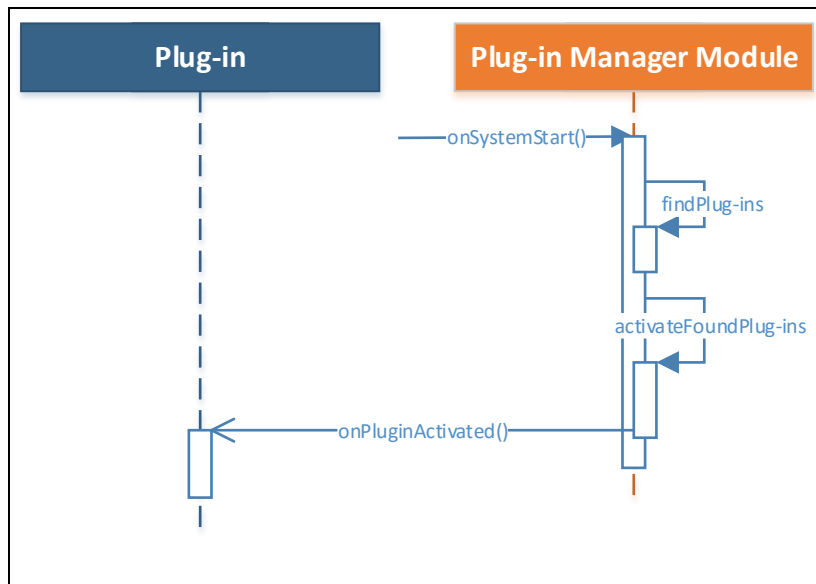 Plug-in
Plug-in Manager Module
onSystemStart()
findPlug-ins
activateFoundPlug-ins
onPluginActivated()